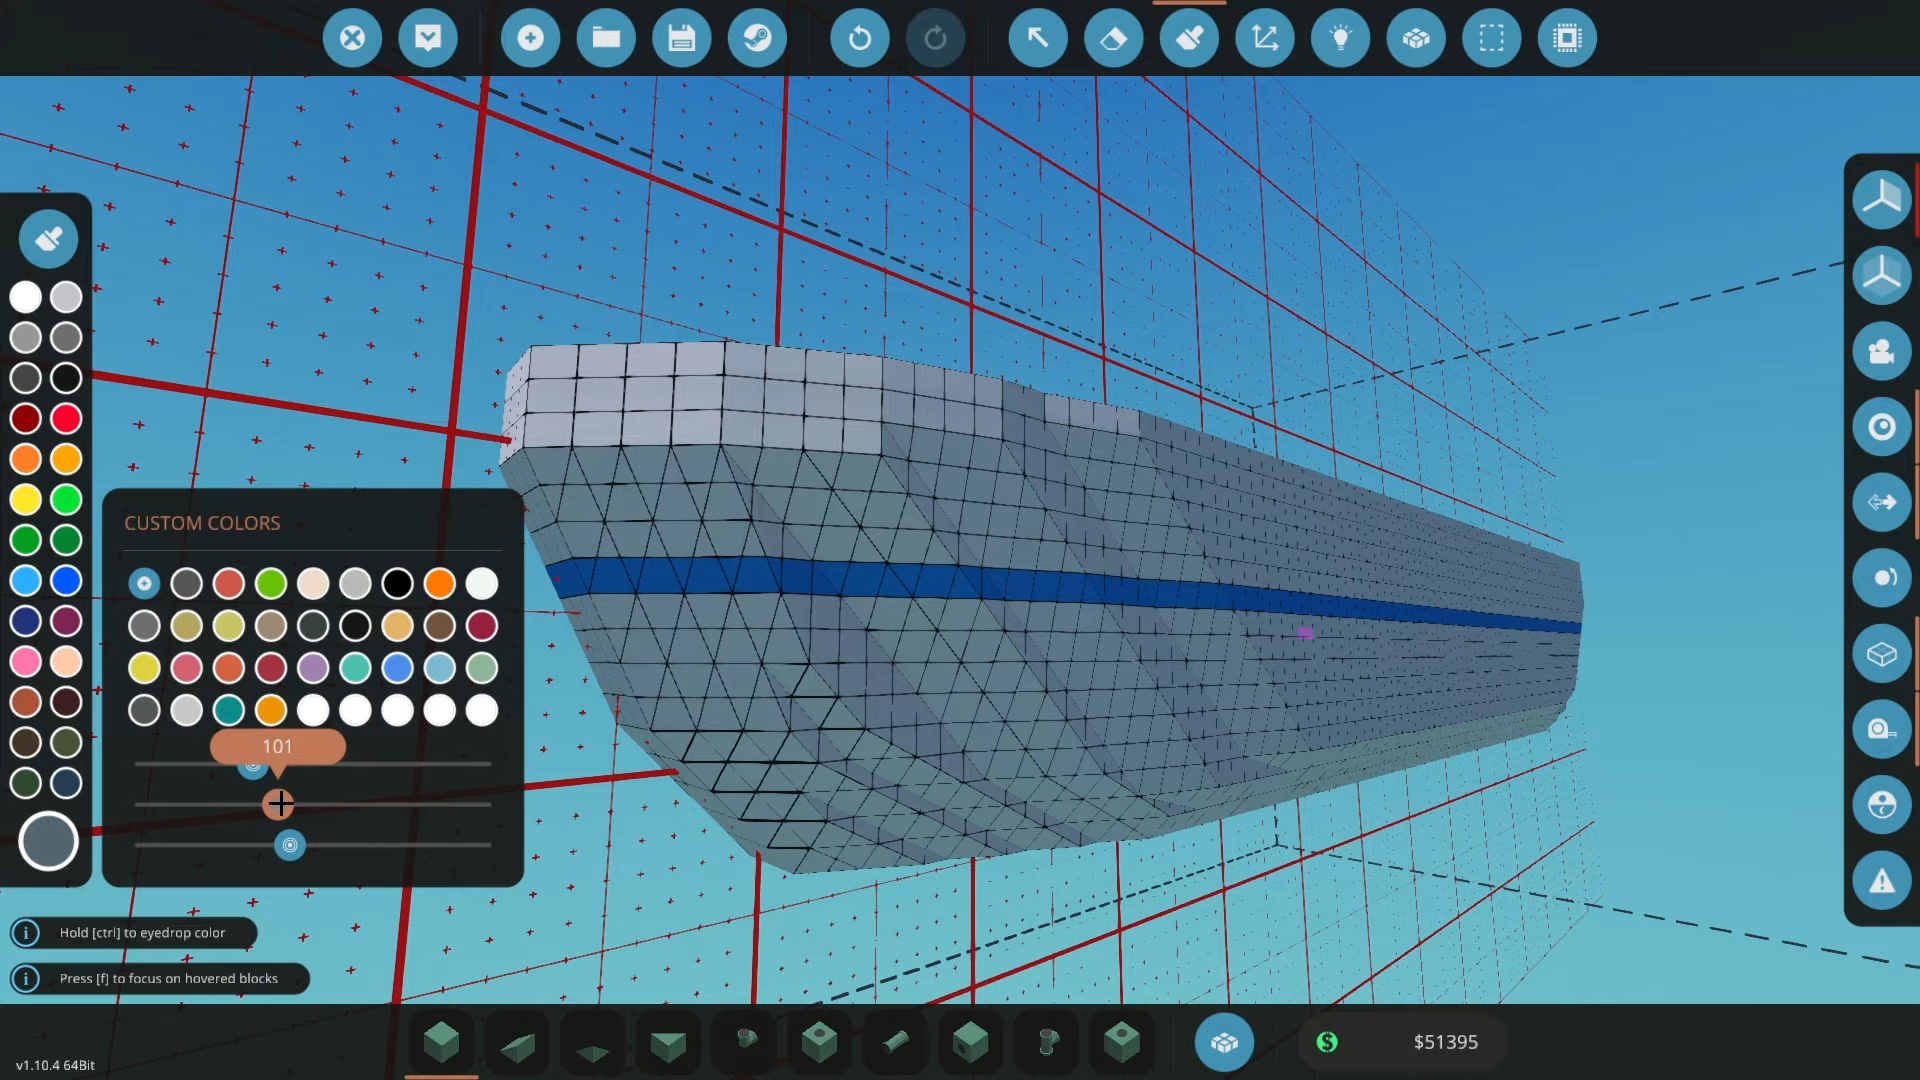 CUSTOM COLORS
101
Hold [ctrl] to eyedrop color
Press [f] to focus on hovered blocks
$51395
v1.10.4 64Bit